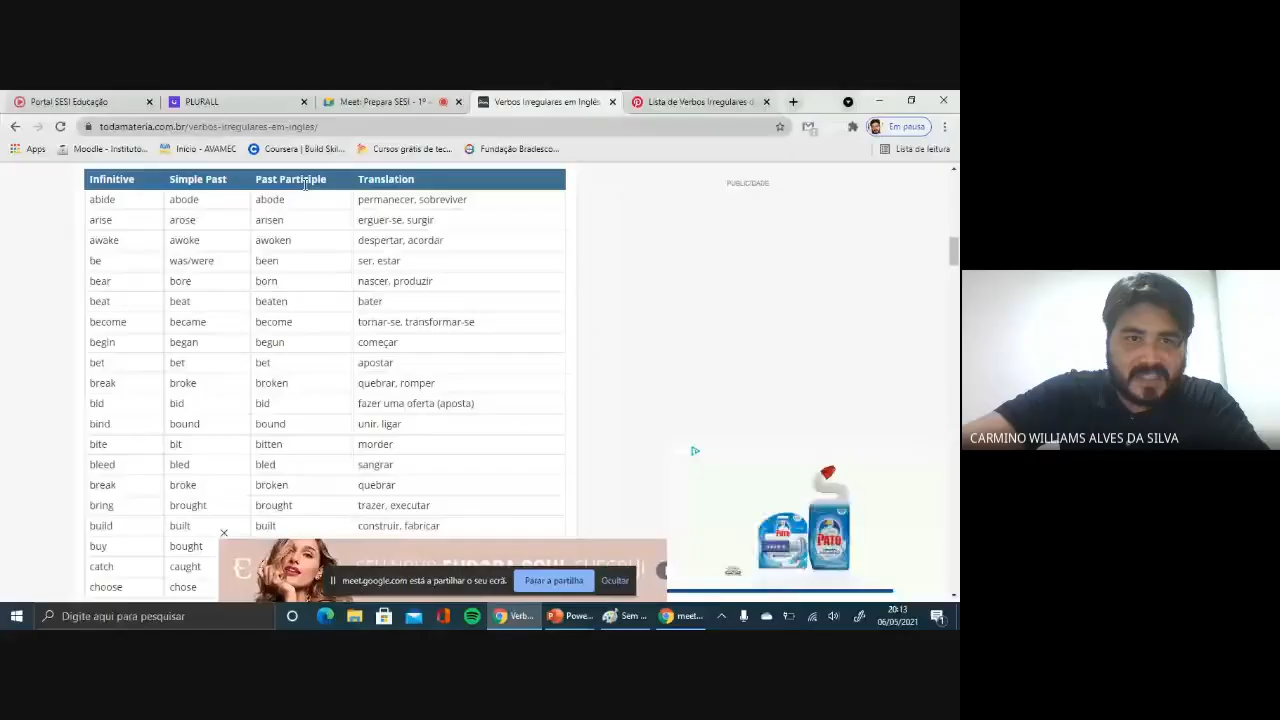 Portal SESI Educação
PLURALL
Meet: Prepara SESI - 1º
Verbos Irregulares em Inglês
Lista de Verbos Irregulares d
todamateria.com.br/verbos-irregulares-em-ingles/
Em pausa
Apps
Moodle - Instituto...
Início - AVAMEC
Coursera | Build Skil...
Cursos grátis de tec...
Fundação Bradesco...
Lista de leitura
Infinitive Simple Past Past Participle Translation
abide abode abode permanecer, sobreviver
arise arose arisen erguer-se, surgir
awake awoke awoken despertar, acordar
be was/were been ser, estar
bear bore born nascer, produzir
beat beat beaten bater
become became become tornar-se, transformar-se
begin began begun começar
bet bet bet apostar
break broke broken quebrar, romper
bid bid bid fazer uma oferta (aposta)
bind bound bound unir, ligar
bite bit bitten morder
bleed bled bled sangrar
break broke broken quebrar
bring brought brought trazer, executar
build built built construir, fabricar
buy bought
catch caught
choose chose
PUBLICIDADE
PATO
PATO
meet.google.com está a partilhar o seu ecrã.
Parar a partilha
Ocultar
Digite aqui para pesquisar
Verb...
Powe...
Sem ...
meet...
20:13
06/05/2021
CARMINO WILLIAMS ALVES DA SILVA